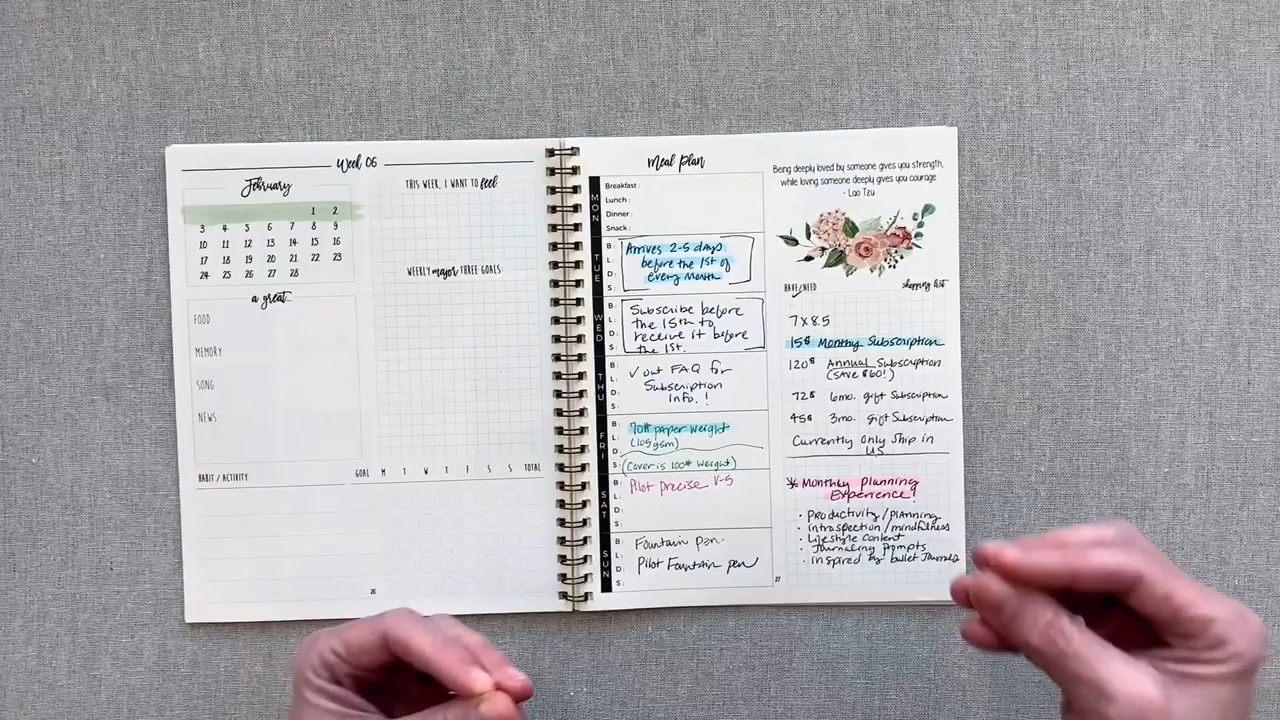 Week 06
February
1 2
3 4 5 6 7 8 9
10 11 12 13 14 15 16
17 18 19 20 21 22 23
24 25 26 27 28
THIS WEEK, I WANT TO feel
WEEKLY major THREE GOALS
a great
FOOD
MEMORY
SONG
NEWS
HABIT / ACTIVITY GOAL M T W T F S S TOTAL
26
Meal plan
MON
Breakfast :
Lunch :
Dinner :
Snack :
TUE
B :
L :
D :
S :
Arrives 2-5 days
before the 1st of
every Month
WED
B :
L :
D :
S :
Subscribe before
the 15th to
receive it before
the 1st.
THU
B :
L :
D :
S :
✓ out FAQ for
Subscription
info. !
FRI
B :
L :
D :
S :
70# paper weight
(105gsm)
(Cover is 100# weight)
SAT
B :
L :
D :
S :
Pilot Precise V-5
SUN
B :
L :
D :
S :
Fountain pen.
Pilot Fountain pen
Being deeply loved by someone gives you strength,
while loving someone deeply gives you courage
- Lao Tzu
HAVE/NEED shopping list
7 x 8.5
15$ Monthly Subscription
120$ Annual Subscription
(SAVE $60!)
72$ 6mo. gift Subscription
45$ 3mo. gift Subscription
Currently only Ship in
US
* Monthly Planning
Experience!
• Productivity / planning
• introspection / mindfulness
• Lifestyle content
• Journaling prompts
• inspired by bullet Journal
27